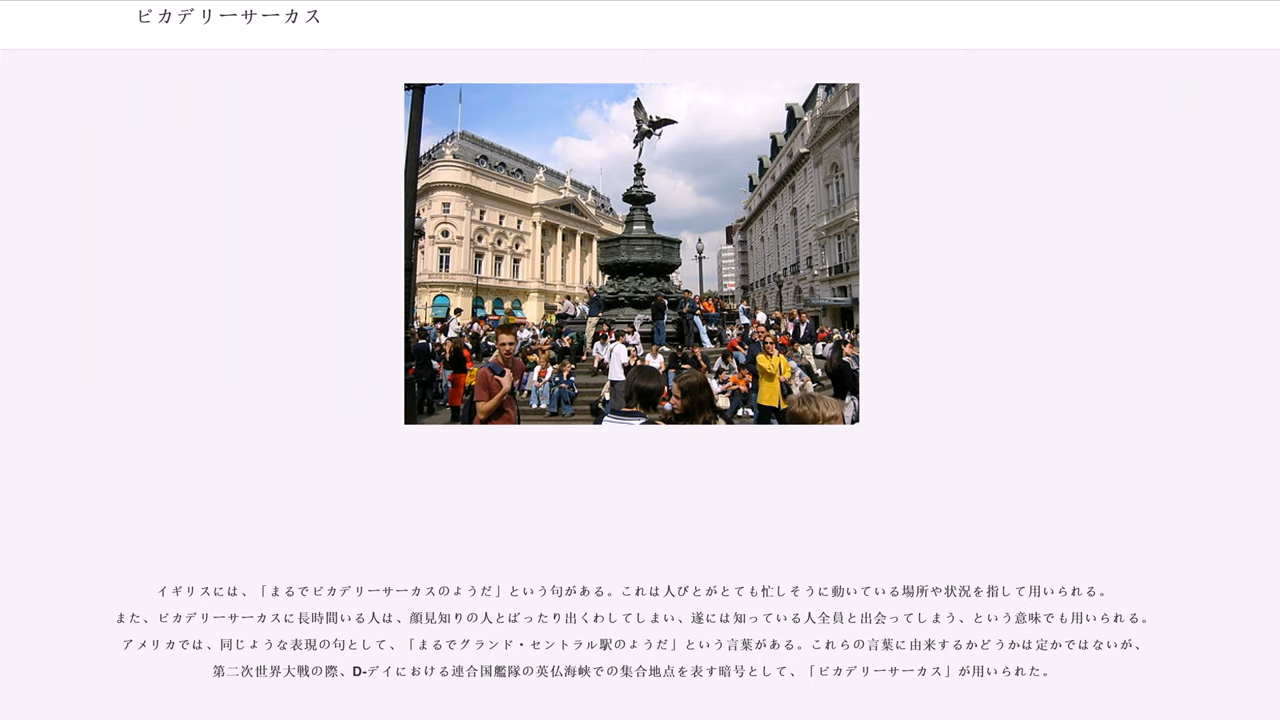 ピカデリーサーカス
イギリスには、「まるでピカデリーサーカスのようだ」という句がある。これは人びとがとても忙しそうに動いている場所や状況を指して用いられる。
また、ピカデリーサーカスに長時間いる人は、顔見知りの人とばったり出くわしてしまい、遂には知っている人全員と出会ってしまう、という意味でも用いられる。
アメリカでは、同じような表現の句として、「まるでグランド・セントラル駅のようだ」という言葉がある。これらの言葉に由来するかどうかは定かではないが、
第二次世界大戦の際、D-デイにおける連合国艦隊の英仏海峡での集合地点を表す暗号として、「ピカデリーサーカス」が用いられた。